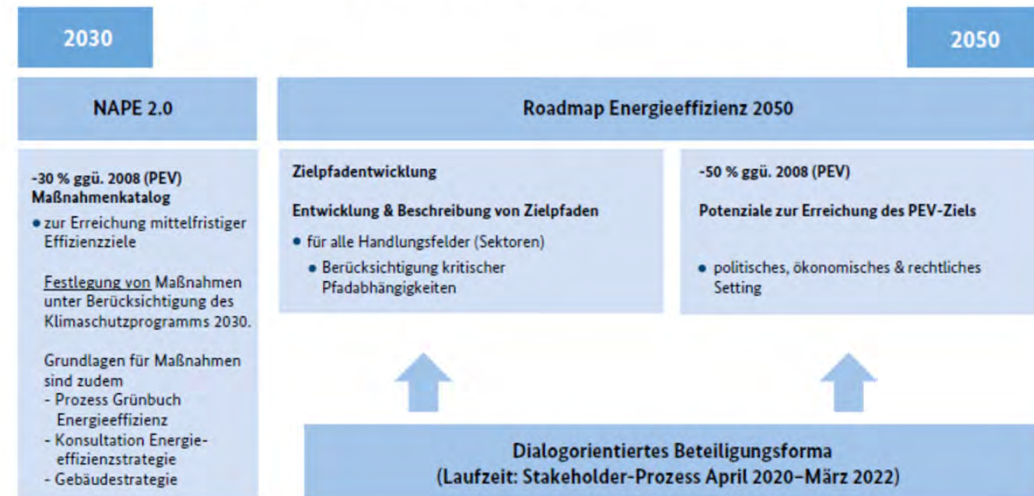 2030
2050
NAPE 2.0
Roadmap Energieeffizienz 2050
-30 % ggü. 2008 (PEV)
Maßnahmenkatalog
• zur Erreichung mittelfristiger
Effizienzziele
Festlegung von Maßnahmen
unter Berücksichtigung des
Klimaschutzprogramms 2030.
Grundlagen für Maßnahmen
sind zudem
- Prozess Grünbuch
Energieeffizienz
- Konsultation Energie-
effizienzstrategie
- Gebäudestrategie
Zielpfadentwicklung
Entwicklung & Beschreibung von Zielpfaden
• für alle Handlungsfelder (Sektoren)
• Berücksichtigung kritischer
Pfadabhängigkeiten
-50 % ggü. 2008 (PEV)
Potenziale zur Erreichung des PEV-Ziels
• politisches, ökonomisches & rechtliches
Setting
Dialogorientiertes Beteiligungsforma
(Laufzeit: Stakeholder-Prozess April 2020–März 2022)